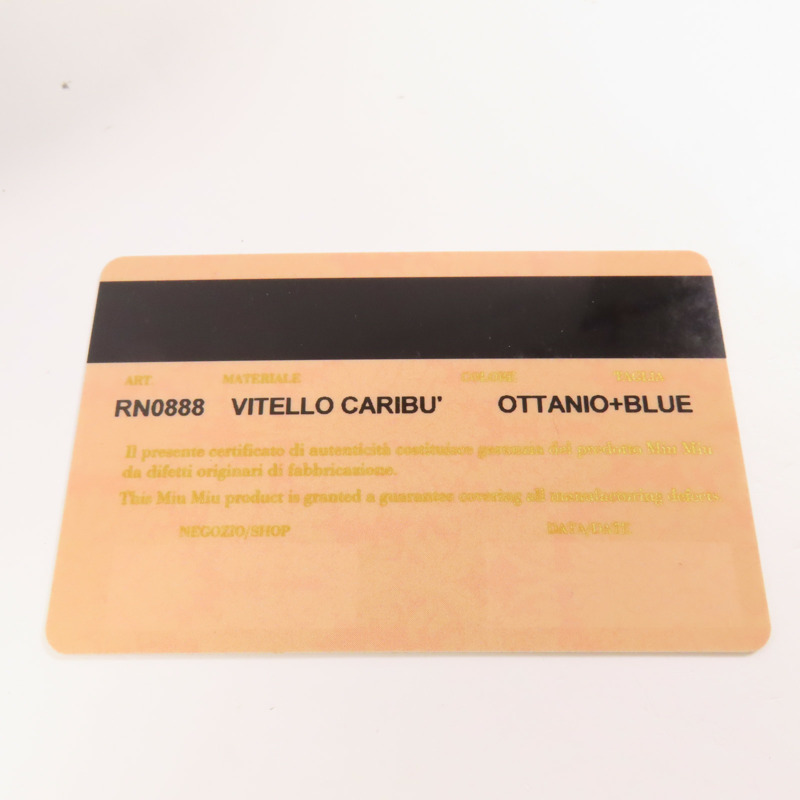 ART. MATERIALE COLORE TAGLIA
RN0888 VITELLO CARIBU' OTTANIO+BLUE
Il presente certificato di autenticità costituisce garanzia del prodotto Miu Miu
da difetti originari di fabbricazione.
This Miu Miu product is granted a guarantee covering all manufacturing defects.
NEGOZIO/SHOP DATA/DATE